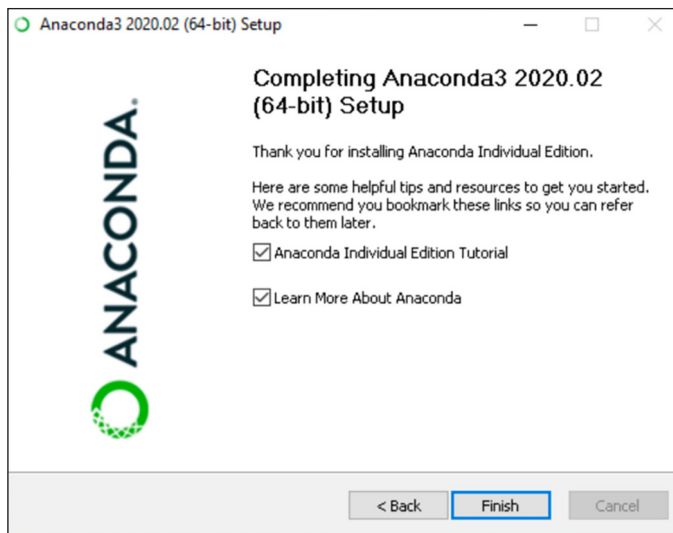 Anaconda3 2020.02 (64-bit) Setup
Completing Anaconda3 2020.02
(64-bit) Setup
Thank you for installing Anaconda Individual Edition.
Here are some helpful tips and resources to get you started.
We recommend you bookmark these links so you can refer
back to them later.
Anaconda Individual Edition Tutorial
Learn More About Anaconda
ANACONDA.
< Back
Finish
Cancel